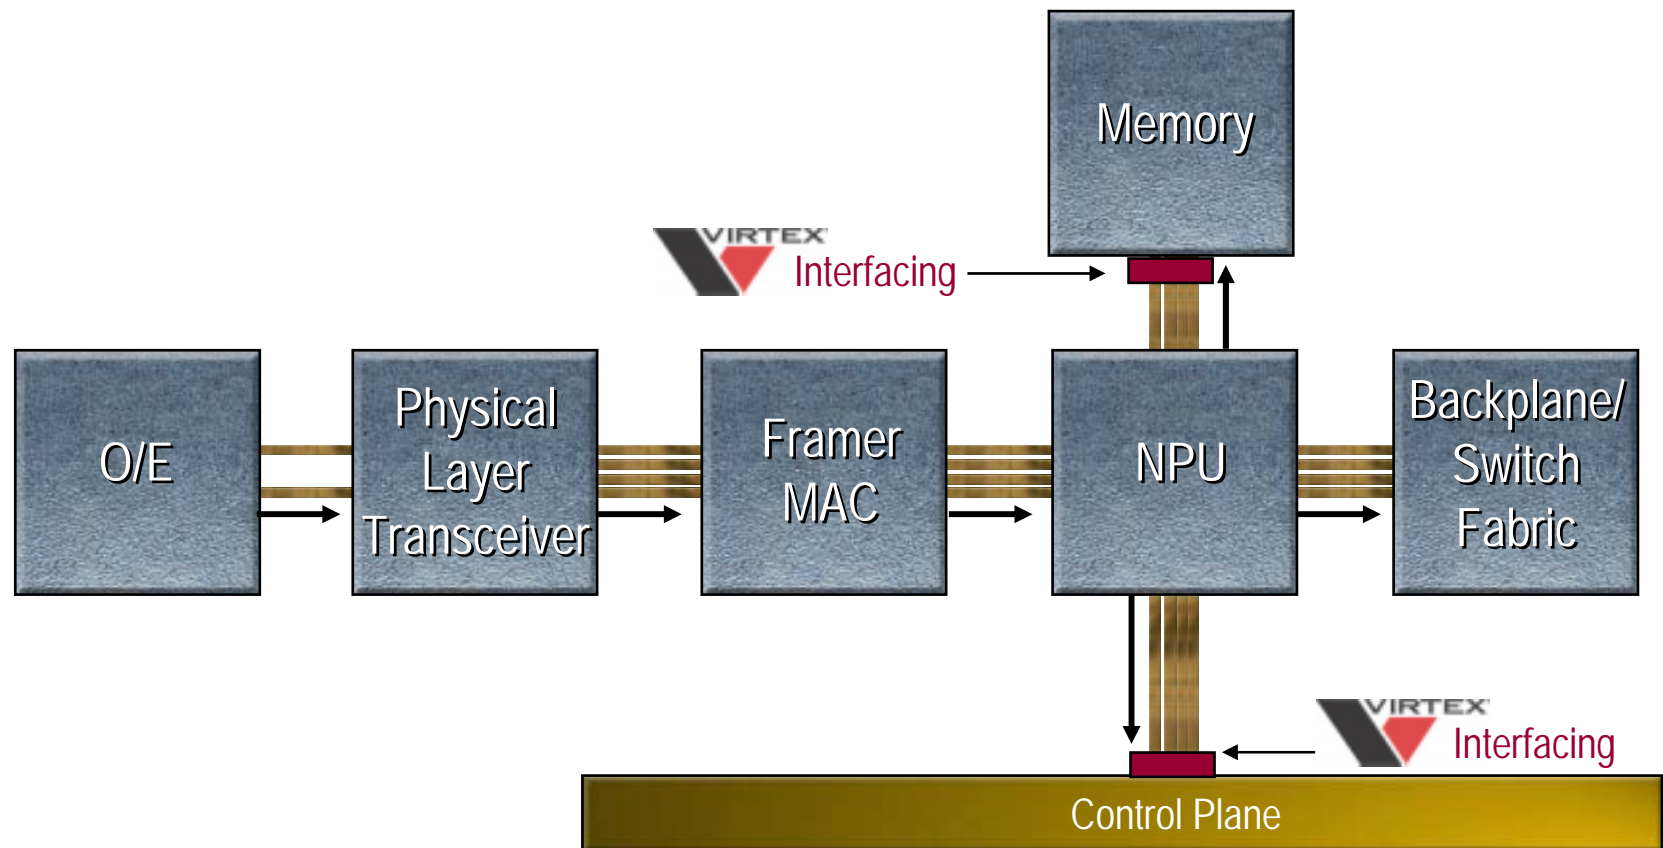 Memory
VIRTEX
Interfacing
O/E
Physical
Layer
Transceiver
Framer
MAC
NPU
Backplane/
Switch
Fabric
VIRTEX
Interfacing
Control Plane